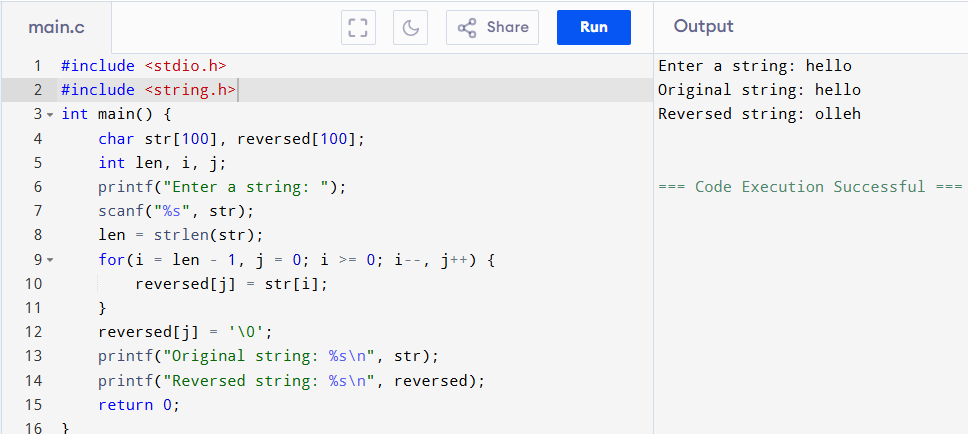 main.c Share Run Output
1 #include <stdio.h>
2 #include <string.h>
3 int main() {
4     char str[100], reversed[100];
5     int len, i, j;
6     printf("Enter a string: ");
7     scanf("%s", str);
8     len = strlen(str);
9     for(i = len - 1, j = 0; i >= 0; i--, j++) {
10         reversed[j] = str[i];
11     }
12     reversed[j] = '\0';
13     printf("Original string: %s\n", str);
14     printf("Reversed string: %s\n", reversed);
15     return 0;
16 }
Enter a string: hello
Original string: hello
Reversed string: olleh
=== Code Execution Successful ===